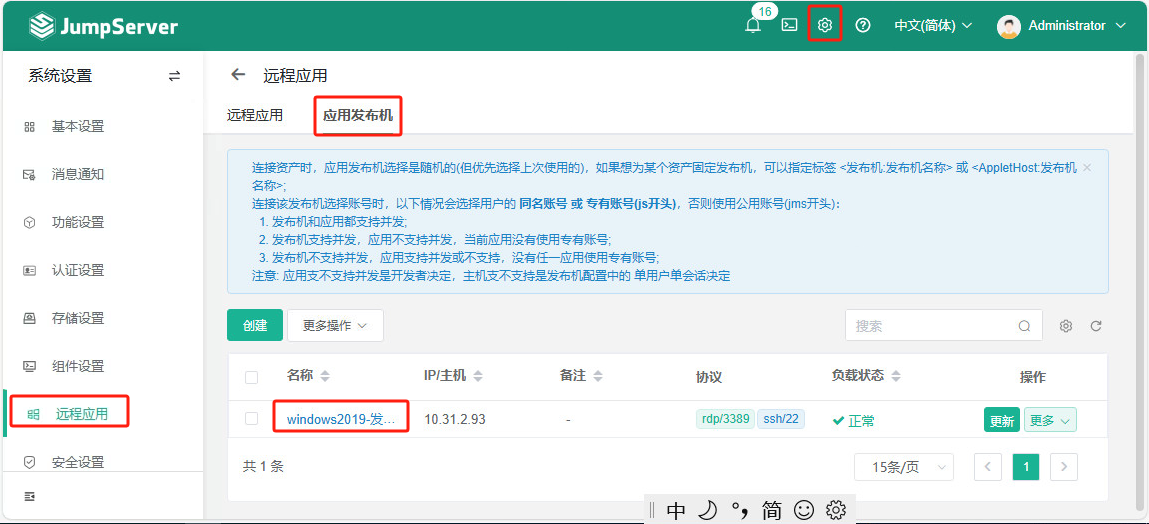 JumpServer
16
中文(简体)
Administrator
系统设置
基本设置
消息通知
功能设置
认证设置
存储设置
组件设置
远程应用
安全设置
远程应用
远程应用
应用发布机
连接资产时，应用发布机选择是随机的(但优先选择上次使用的)，如果想为某个资产固定发布机，可以指定标签 <发布机:发布机名称> 或 <AppletHost:发布机
名称>;
连接该发布机选择账号时，以下情况会选择用户的 同名账号 或 专有账号(js开头)，否则使用公用账号(jms开头)：
1. 发布机和应用都支持并发;
2. 发布机支持并发，应用不支持并发，当前应用没有使用专有账号;
3. 发布机不支持并发，应用支持并发或不支持，没有任一应用使用专有账号;
注意: 应用支不支持并发是开发者决定，主机支不支持是发布机配置中的 单用户单会话决定
创建
更多操作
搜索
名称
IP/主机
备注
协议
负载状态
操作
windows2019-发...
10.31.2.93
-
rdp/3389
ssh/22
正常
更新
更多
共 1 条
15条/页
1
中
简